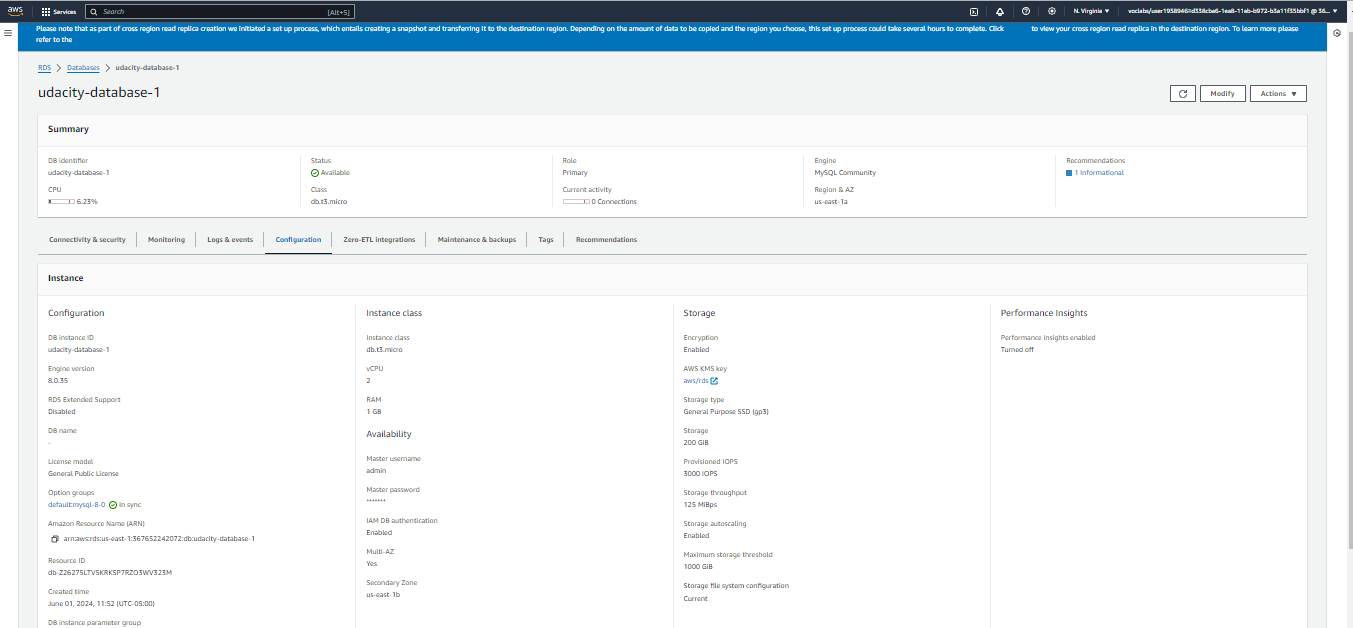 aws
Services
Search
[Alt+S]
N. Virginia
Please note that as part of cross region read replica creation we initiated a set up process, which entails creating a snapshot and transferring it to the destination region. Depending on the amount of data to be copied and the region you choose, this set up process could take several hours to complete. Click to view your cross region read replica in the destination region. To learn more please
refer to the
RDS > Databases > udacity-database-1
udacity-database-1
Modify
Actions
Summary
DB identifier
udacity-database-1
CPU
6.23%
Status
Available
Class
db.t3.micro
Role
Primary
Current activity
0 Connections
Engine
MySQL Community
Region & AZ
us-east-1a
Recommendations
1 Informational
Connectivity & security
Monitoring
Logs & events
Configuration
Zero-ETL integrations
Maintenance & backups
Tags
Recommendations
Instance
Configuration
DB instance ID
udacity-database-1
Engine version
8.0.35
RDS Extended Support
Disabled
DB name
-
License model
General Public License
Option groups
default:mysql-8-0 In sync
Amazon Resource Name (ARN)
arn:aws:rds:us-east-1:367652242072:db:udacity-database-1
Resource ID
Created time
June 01, 2024, 11:52 (UTC-05:00)
DB instance parameter group
Instance class
Instance class
db.t3.micro
vCPU
2
RAM
1 GB
Availability
Master username
admin
Master password
*******
IAM DB authentication
Enabled
Multi-AZ
Yes
Secondary Zone
us-east-1b
Storage
Encryption
Enabled
AWS KMS key
aws/rds
Storage type
General Purpose SSD (gp3)
Storage
200 GiB
Provisioned IOPS
3000 IOPS
Storage throughput
125 MiBps
Storage autoscaling
Enabled
Maximum storage threshold
1000 GiB
Storage file system configuration
Current
Performance Insights
Performance Insights enabled
Turned off